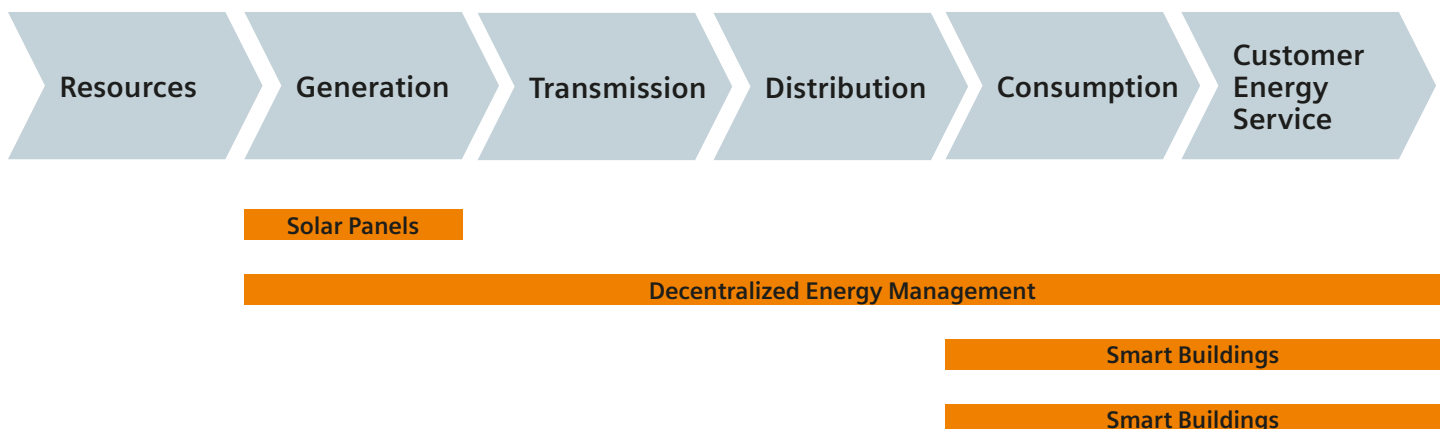 Resources
Generation
Transmission
Distribution
Consumption
Customer
Energy
Service
Solar Panels
Decentralized Energy Management
Smart Buildings
Smart Buildings